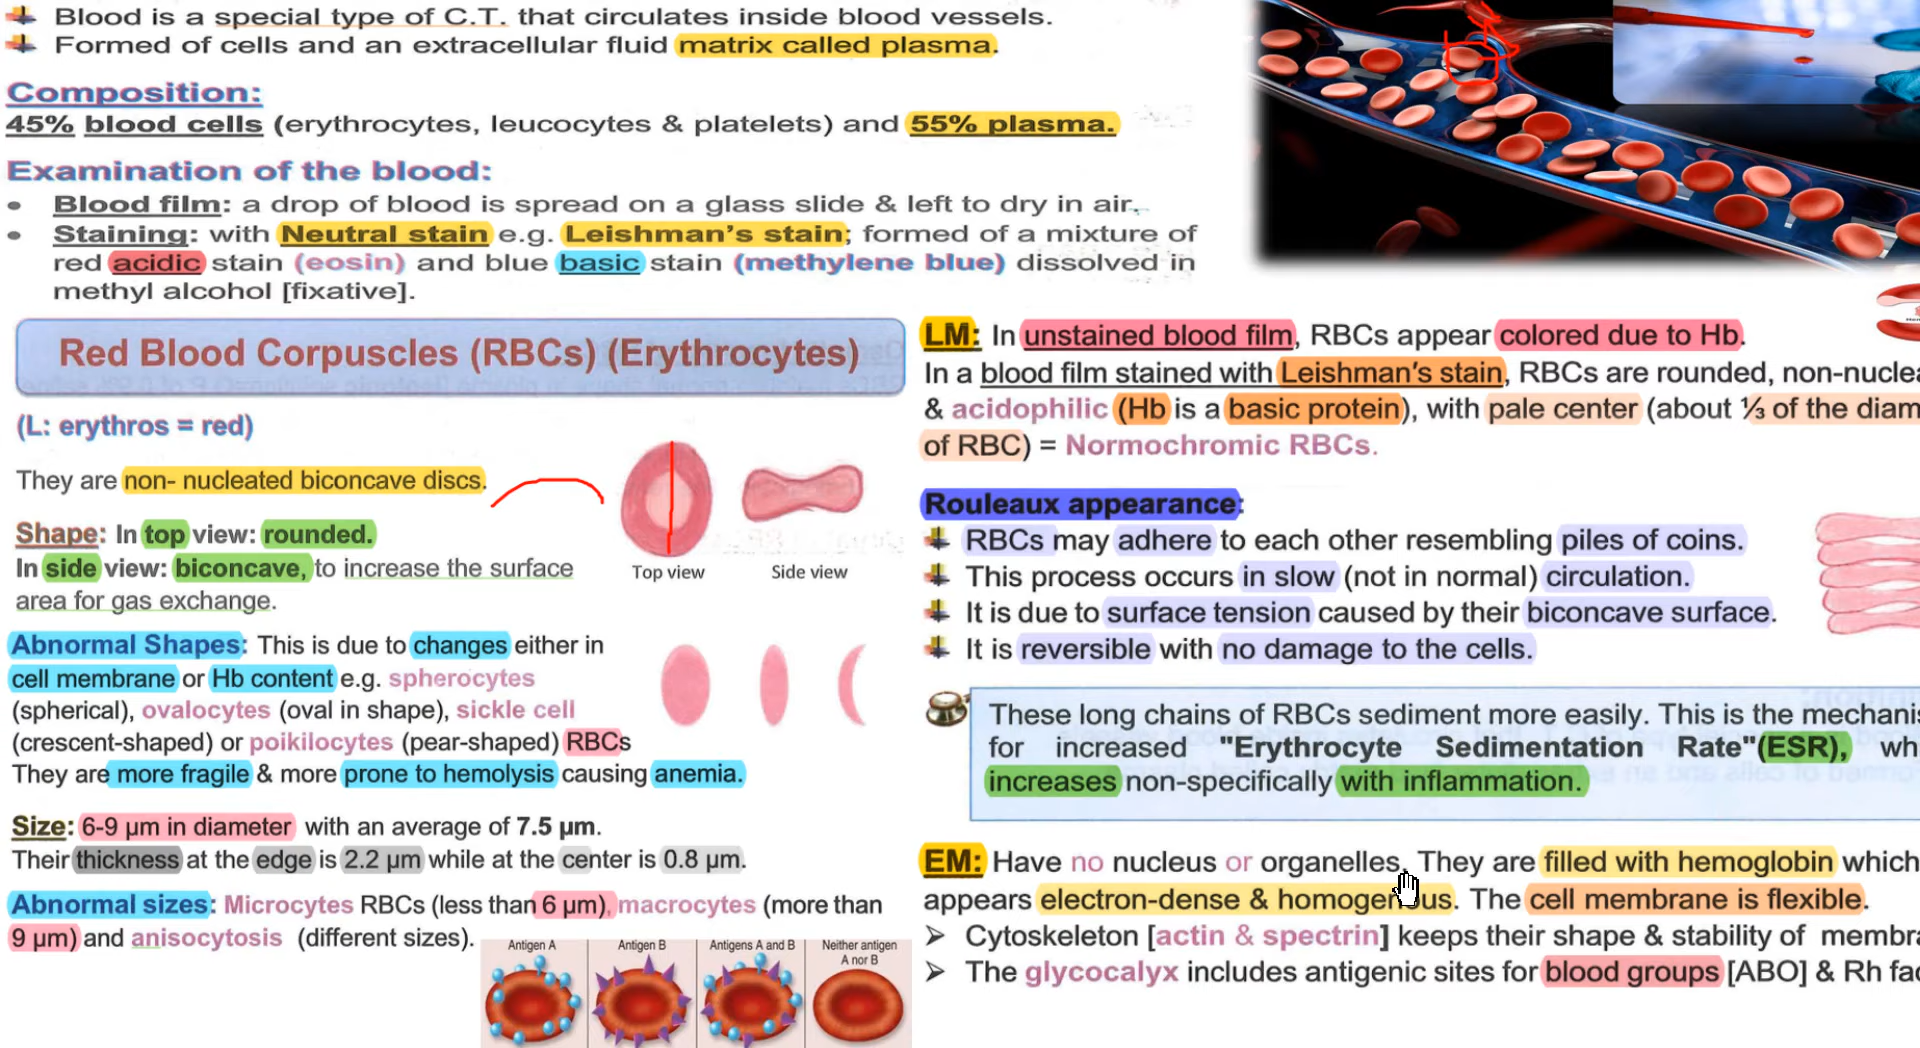 Blood is a special type of C.T. that circulates inside blood vessels.
Formed of cells and an extracellular fluid matrix called plasma.
Composition:
45% blood cells (erythrocytes, leucocytes & platelets) and 55% plasma.
Examination of the blood:
• Blood film: a drop of blood is spread on a glass slide & left to dry in air.
• Staining: with Neutral stain e.g. Leishman's stain; formed of a mixture of
red acidic stain (eosin) and blue basic stain (methylene blue) dissolved in
methyl alcohol [fixative].
Red Blood Corpuscles (RBCs) (Erythrocytes)
(L: erythros = red)
They are non- nucleated biconcave discs.
Shape: In top view: rounded.
In side view: biconcave, to increase the surface
area for gas exchange.
Top view Side view
Abnormal Shapes: This is due to changes either in
cell membrane or Hb content e.g. spherocytes
(spherical), ovalocytes (oval in shape), sickle cell
(crescent-shaped) or poikilocytes (pear-shaped) RBCs
They are more fragile & more prone to hemolysis causing anemia.
Size: 6-9 µm in diameter with an average of 7.5 µm.
Their thickness at the edge is 2.2 µm while at the center is 0.8 µm.
Abnormal sizes: Microcytes RBCs (less than 6 µm), macrocytes (more than
9 µm) and anisocytosis (different sizes).
Antigen A Antigen B Antigens A and B Neither antigen
A nor B
LM: In unstained blood film, RBCs appear colored due to Hb.
In a blood film stained with Leishman's stain, RBCs are rounded, non-nuclea
& acidophilic (Hb is a basic protein), with pale center (about ⅓ of the diam
of RBC) = Normochromic RBCs.
Rouleaux appearance:
RBCs may adhere to each other resembling piles of coins.
This process occurs in slow (not in normal) circulation.
It is due to surface tension caused by their biconcave surface.
It is reversible with no damage to the cells.
These long chains of RBCs sediment more easily. This is the mechanis
for increased "Erythrocyte Sedimentation Rate"(ESR), wh
increases non-specifically with inflammation.
EM: Have no nucleus or organelles. They are filled with hemoglobin which
appears electron-dense & homogenous. The cell membrane is flexible.
➢ Cytoskeleton [actin & spectrin] keeps their shape & stability of membra
➢ The glycocalyx includes antigenic sites for blood groups [ABO] & Rh fac